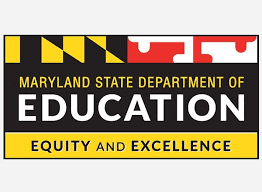 MARYLAND STATE DEPARTMENT OF
EDUCATION
EQUITY AND EXCELLENCE